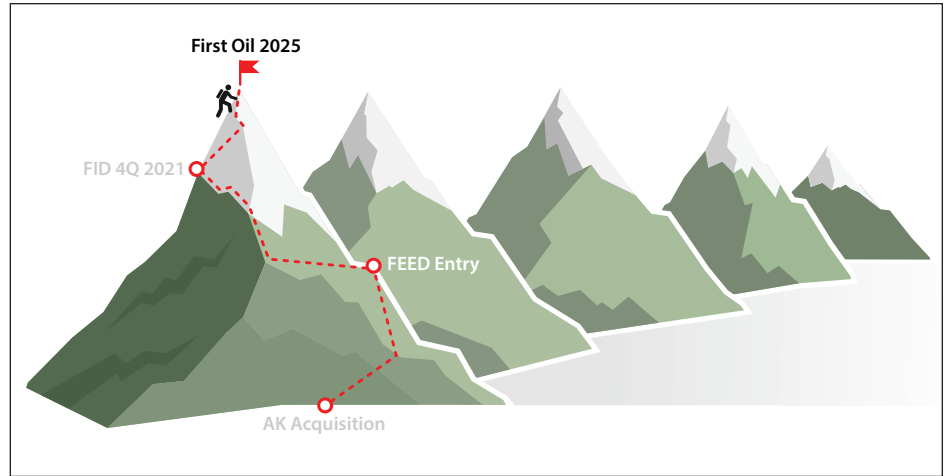 First Oil 2025
FID 4Q 2021
FEED Entry
AK Acquisition